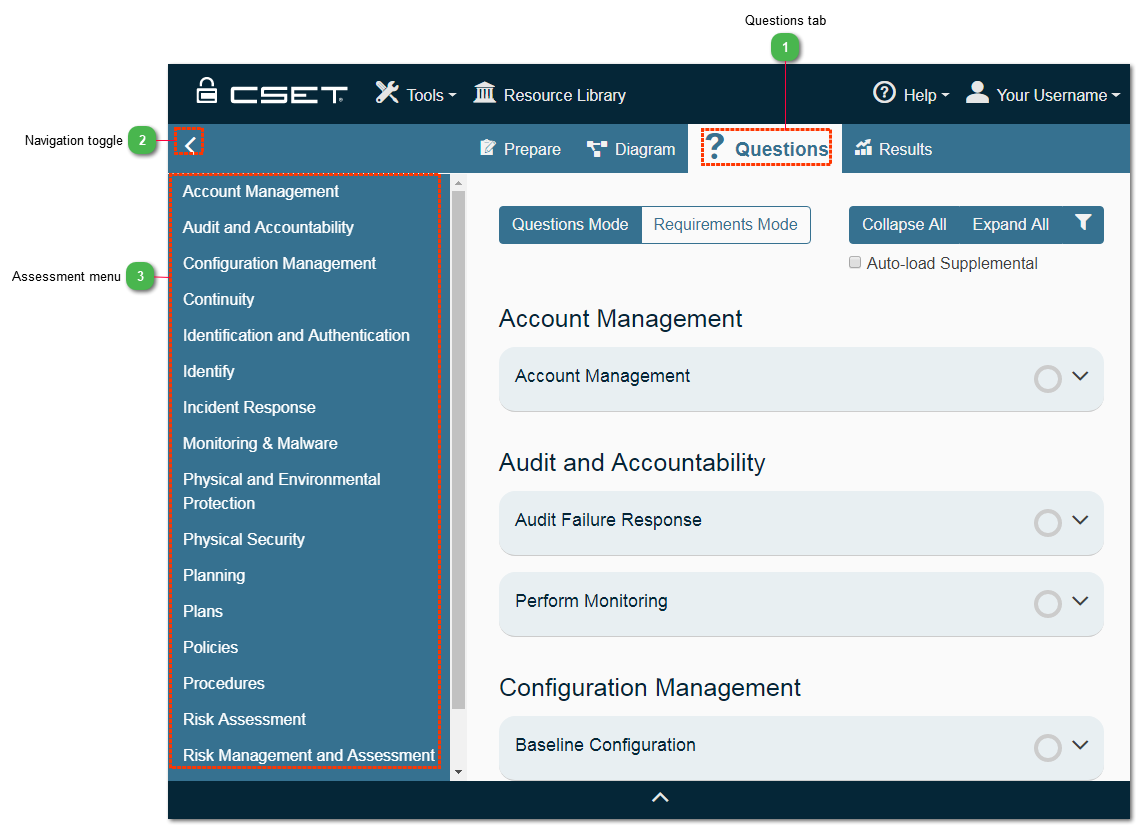 Questions tab
1
CSET
Tools
Resource Library
Help
Your Username
Navigation toggle
2
Prepare
Diagram
? Questions
Results
Assessment menu
3
Account Management
Audit and Accountability
Configuration Management
Continuity
Identification and Authentication
Identify
Incident Response
Monitoring & Malware
Physical and Environmental
Protection
Physical Security
Planning
Plans
Policies
Procedures
Risk Assessment
Risk Management and Assessment
Questions Mode
Requirements Mode
Collapse All
Expand All
Auto-load Supplemental
Account Management
Account Management
Audit and Accountability
Audit Failure Response
Perform Monitoring
Configuration Management
Baseline Configuration